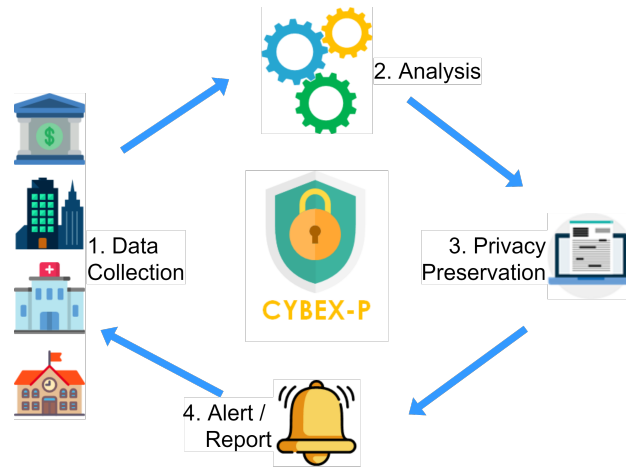 2. Analysis
1. Data
Collection
3. Privacy
Preservation
CYBEX-P
4. Alert /
Report
$